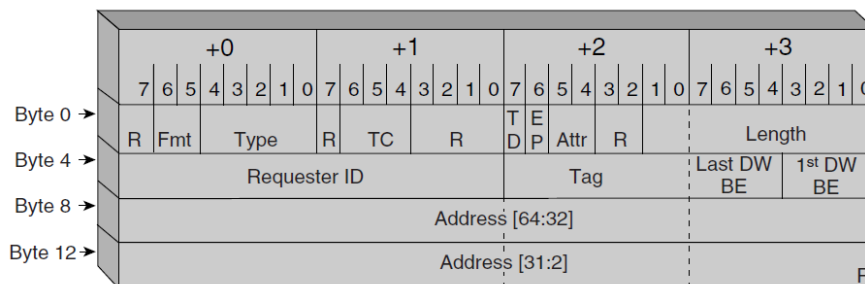 +0 +1 +2 +3
7 6 5 4 3 2 1 0 7 6 5 4 3 2 1 0 7 6 5 4 3 2 1 0 7 6 5 4 3 2 1 0
Byte 0 R Fmt Type R TC R TD EP Attr R Length
Byte 4 Requester ID Tag Last DW BE 1st DW BE
Byte 8 Address [64:32]
Byte 12 Address [31:2]